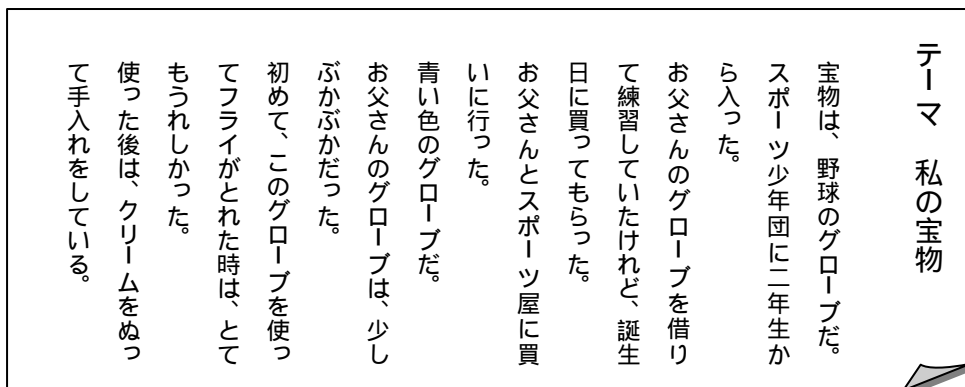 テーマ　私の宝物
宝物は、野球のグローブだ。
スポーツ少年団に二年生か
ら入った。
お父さんのグローブを借り
て練習していたけれど、誕生
日に買ってもらった。
お父さんとスポーツ屋に買
いに行った。
青い色のグローブだ。
お父さんのグローブは、少し
ぶかぶかだった。
初めて、このグローブを使っ
てフライがとれた時は、とて
もうれしかった。
使った後は、クリームをぬっ
て手入れをしている。